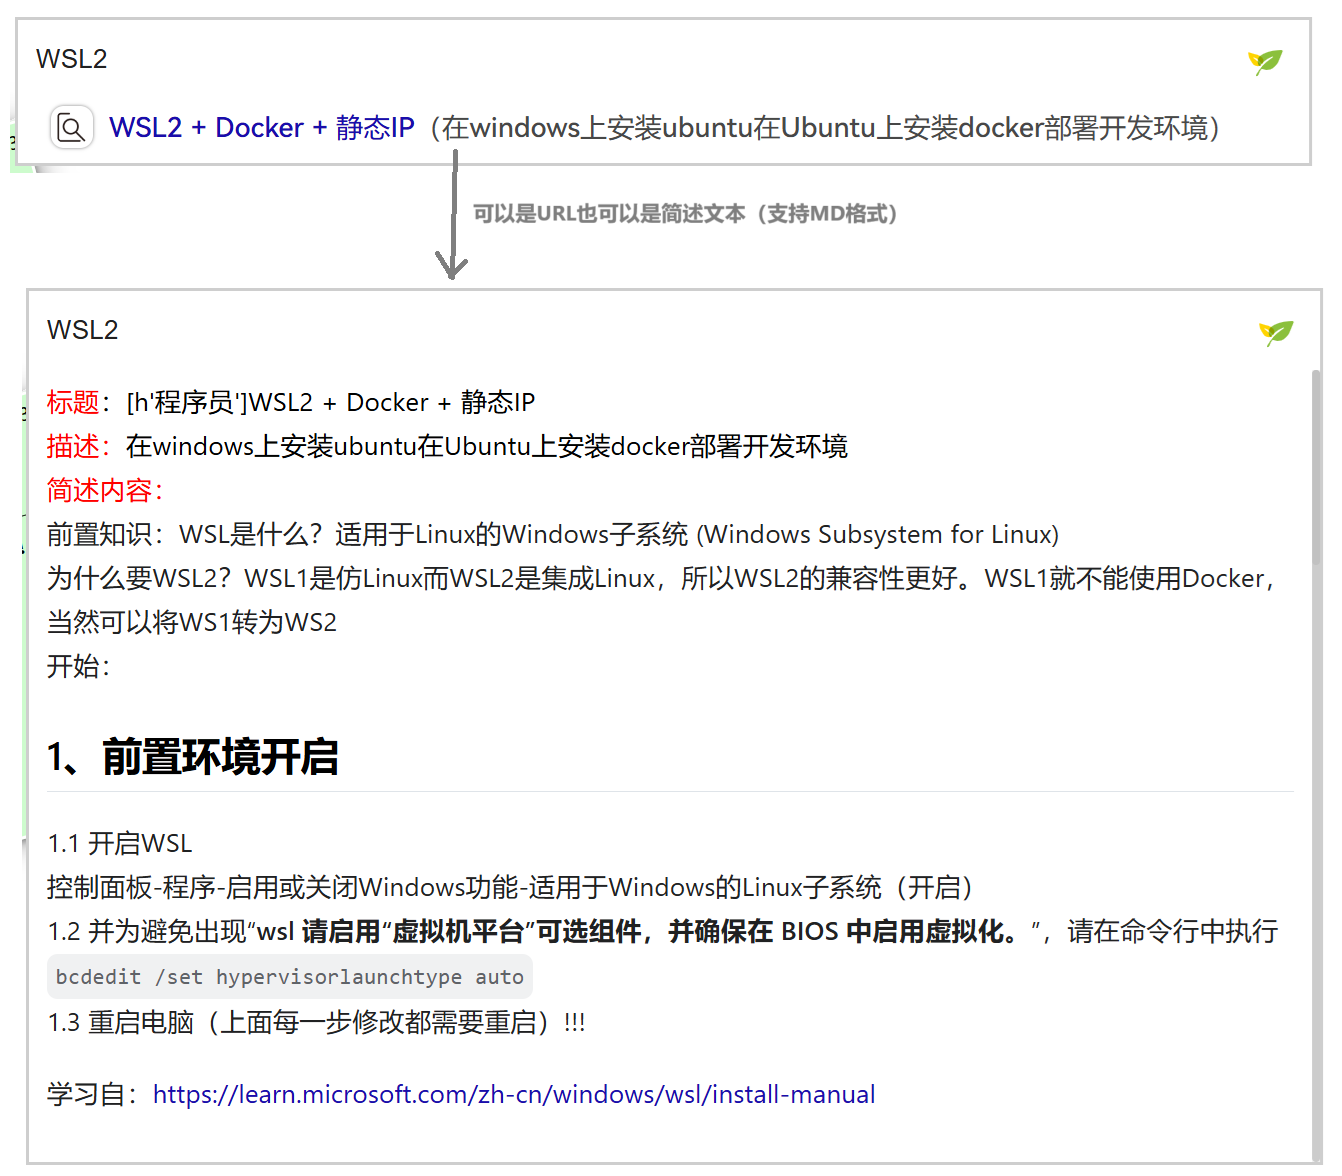 WSL2
WSL2 + Docker + 静态IP（在windows上安装ubuntu在Ubuntu上安装docker部署开发环境）
可以是URL也可以是简述文本（支持MD格式）
WSL2
标题：[h'程序员']WSL2 + Docker + 静态IP
描述：在windows上安装ubuntu在Ubuntu上安装docker部署开发环境
简述内容：
前置知识：WSL是什么？适用于Linux的Windows子系统 (Windows Subsystem for Linux)
为什么要WSL2？WSL1是仿Linux而WSL2是集成Linux，所以WSL2的兼容性更好。WSL1就不能使用Docker，
当然可以将WS1转为WS2
开始：
1、前置环境开启
1.1 开启WSL
控制面板-程序-启用或关闭Windows功能-适用于Windows的Linux子系统（开启）
1.2 并为避免出现“wsl 请启用“虚拟机平台”可选组件，并确保在 BIOS 中启用虚拟化。”，请在命令行中执行
bcdedit /set hypervisorlaunchtype auto
1.3 重启电脑（上面每一步修改都需要重启）!!!
学习自：https://learn.microsoft.com/zh-cn/windows/wsl/install-manual